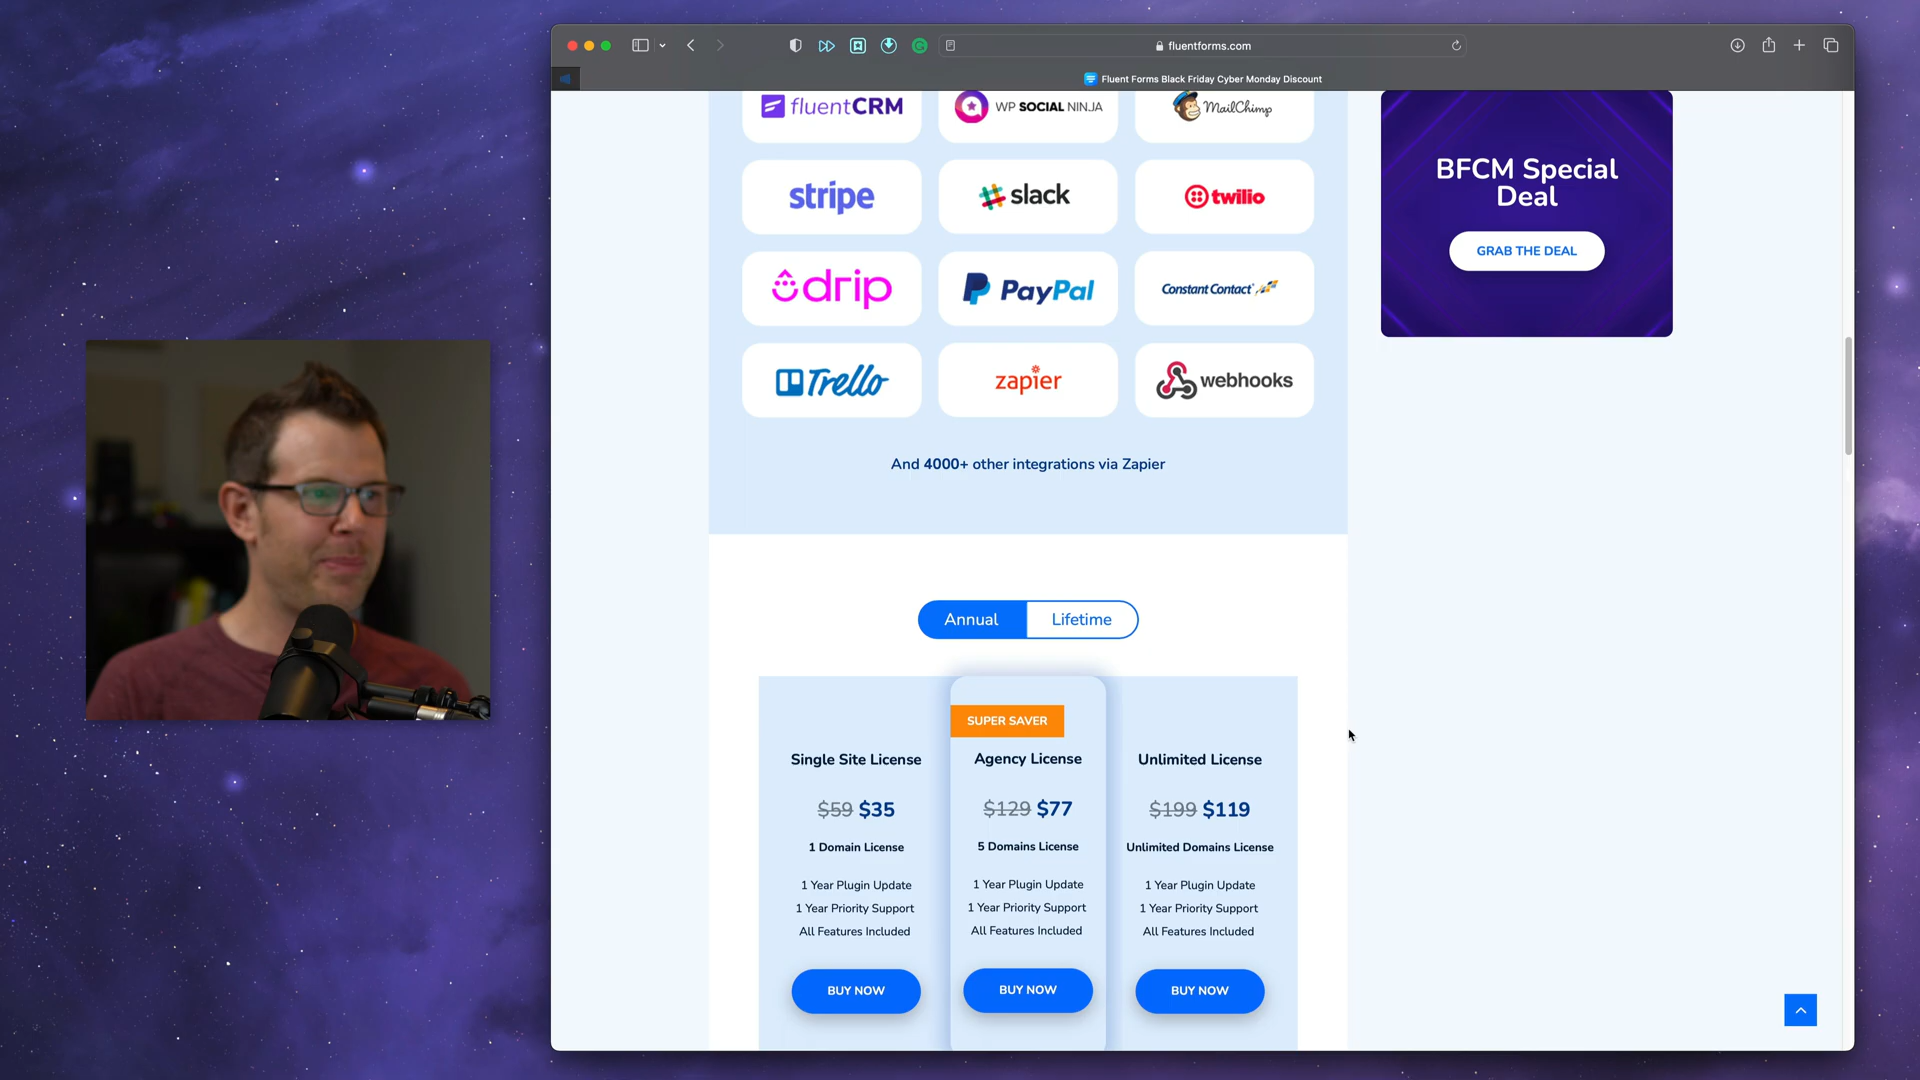 fluentforms.com
Fluent Forms Black Friday Cyber Monday Discount
fluentCRM
WP SOCIAL NINJA
MailChimp
stripe
slack
twilio
drip
PayPal
Constant Contact
Trello
zapier
webhooks
And 4000+ other integrations via Zapier
BFCM Special
Deal
GRAB THE DEAL
Annual
Lifetime
Single Site License
$59 $35
1 Domain License
1 Year Plugin Update
1 Year Priority Support
All Features Included
BUY NOW
SUPER SAVER
Agency License
$129 $77
5 Domains License
1 Year Plugin Update
1 Year Priority Support
All Features Included
BUY NOW
Unlimited License
$199 $119
Unlimited Domains License
1 Year Plugin Update
1 Year Priority Support
All Features Included
BUY NOW